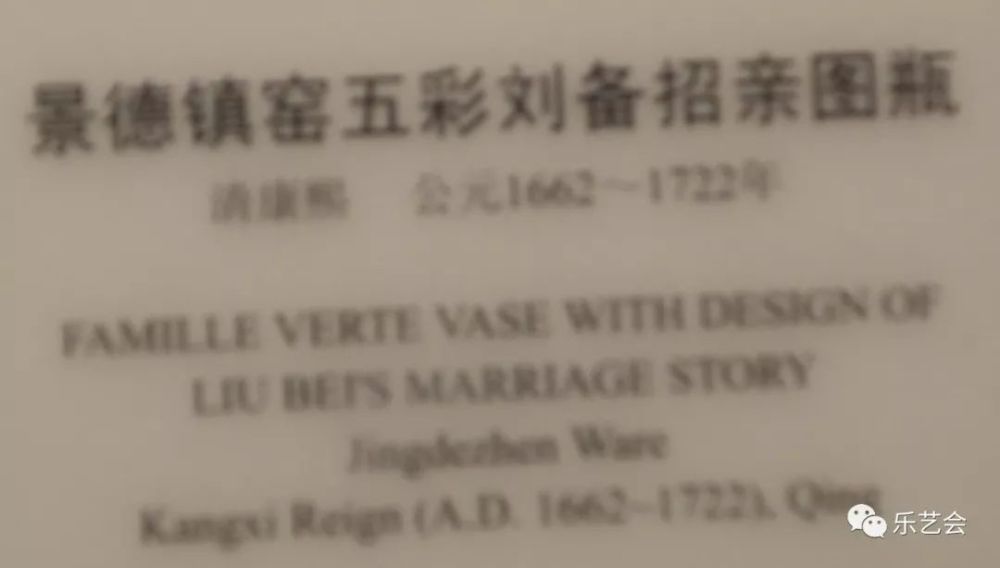 景德镇窑五彩刘备招亲图瓶
清康熙 公元1662～1722年
FAMILLE VERTE VASE WITH DESIGN OF
LIU BEI'S MARRIAGE STORY
Jingdezhen Ware
Kangxi Reign (A.D. 1662~1722), Qing
乐艺会